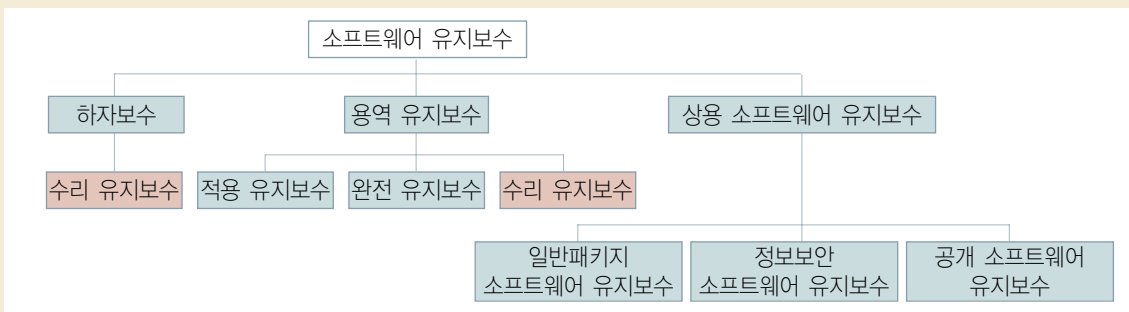 소프트웨어 유지보수
하자보수
용역 유지보수
상용 소프트웨어 유지보수
수리 유지보수
적용 유지보수
완전 유지보수
수리 유지보수
일반패키지
소프트웨어 유지보수
정보보안
소프트웨어 유지보수
공개 소프트웨어
유지보수